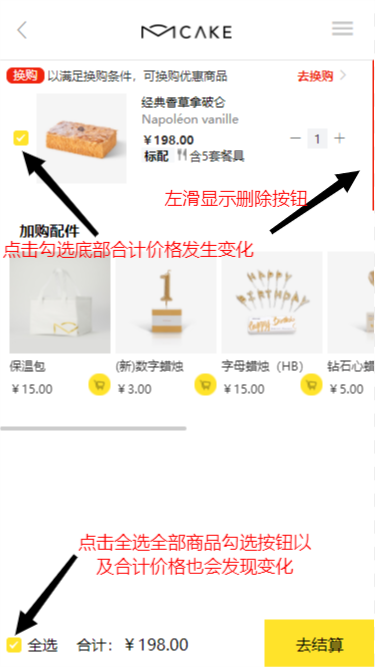 MCAKE
换购 以满足换购条件，可换购优惠商品 去换购
经典香草拿破仑
Napoléon vanille
￥198.00
标配 含5套餐具
1
左滑显示删除按钮
加购配件
点击勾选底部合计价格发生变化
HAPPY BIRTHDAY
保温包 (新)数字蜡烛 字母蜡烛（HB） 钻石心蜡
￥15.00 ￥3.00 ￥15.00 ￥5.00
点击全选全部商品勾选按钮以
及合计价格也会发现变化
全选 合计：￥198.00 去结算